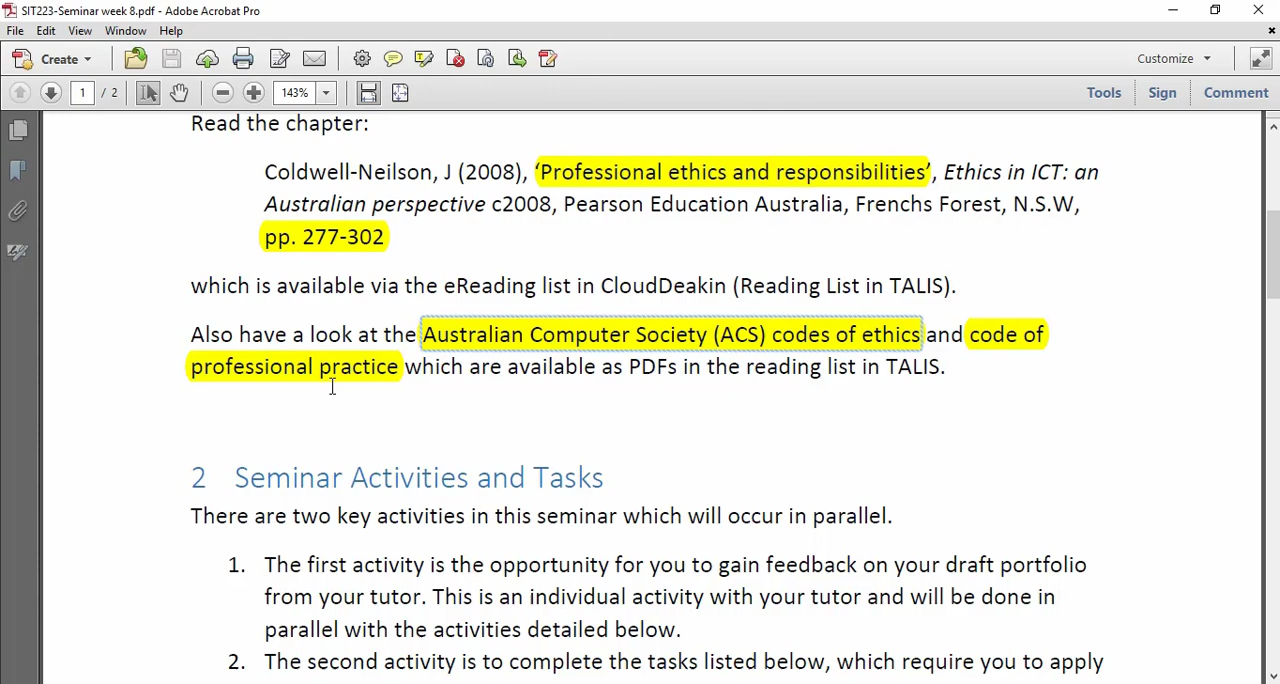 SIT223-Seminar week 8.pdf - Adobe Acrobat Pro
File Edit View Window Help
Create Customize
1 / 2 143% Tools Sign Comment
Read the chapter:
Coldwell-Neilson, J (2008), ‘Professional ethics and responsibilities’, Ethics in ICT: an
Australian perspective c2008, Pearson Education Australia, Frenchs Forest, N.S.W,
pp. 277-302
which is available via the eReading list in CloudDeakin (Reading List in TALIS).
Also have a look at the Australian Computer Society (ACS) codes of ethics and code of
professional practice which are available as PDFs in the reading list in TALIS.
2 Seminar Activities and Tasks
There are two key activities in this seminar which will occur in parallel.
1. The first activity is the opportunity for you to gain feedback on your draft portfolio
from your tutor. This is an individual activity with your tutor and will be done in
parallel with the activities detailed below.
2. The second activity is to complete the tasks listed below, which require you to apply